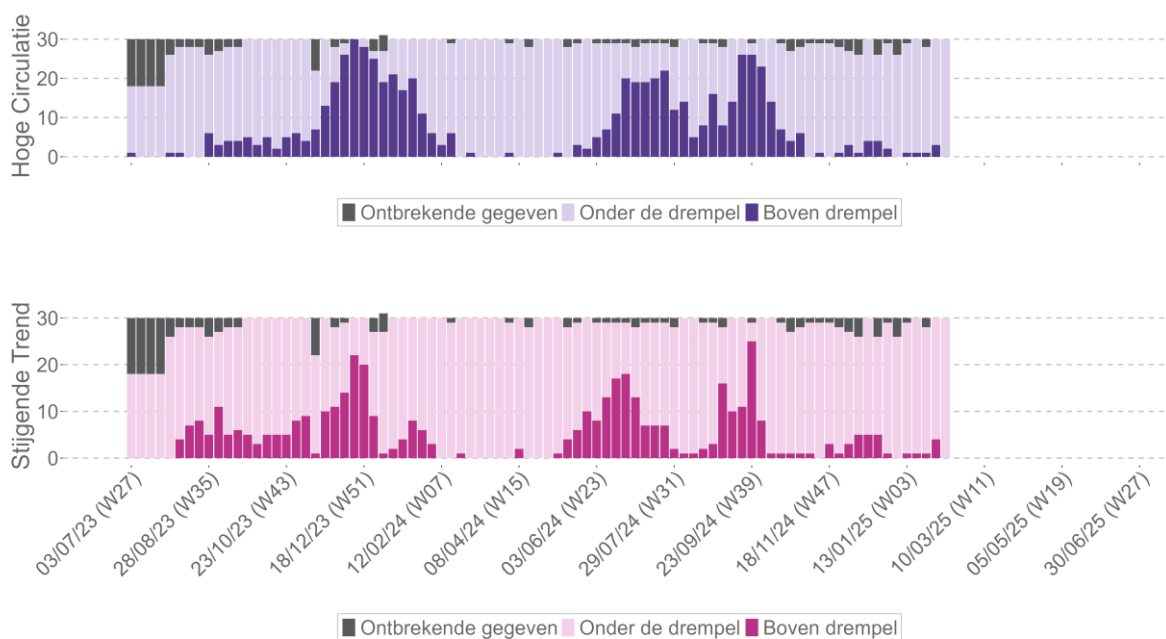 Hoge Circulatie
30
20
10
0
Ontbrekende gegeven Onder de drempel Boven drempel
Stijgende Trend
30
20
10
0
03/07/23 (W27)
28/08/23 (W35)
23/10/23 (W43)
18/12/23 (W51)
12/02/24 (W07)
08/04/24 (W15)
03/06/24 (W23)
29/07/24 (W31)
23/09/24 (W39)
18/11/24 (W47)
13/01/25 (W03)
10/03/25 (W11)
05/05/25 (W19)
30/06/25 (W27)
Ontbrekende gegeven Onder de drempel Boven drempel